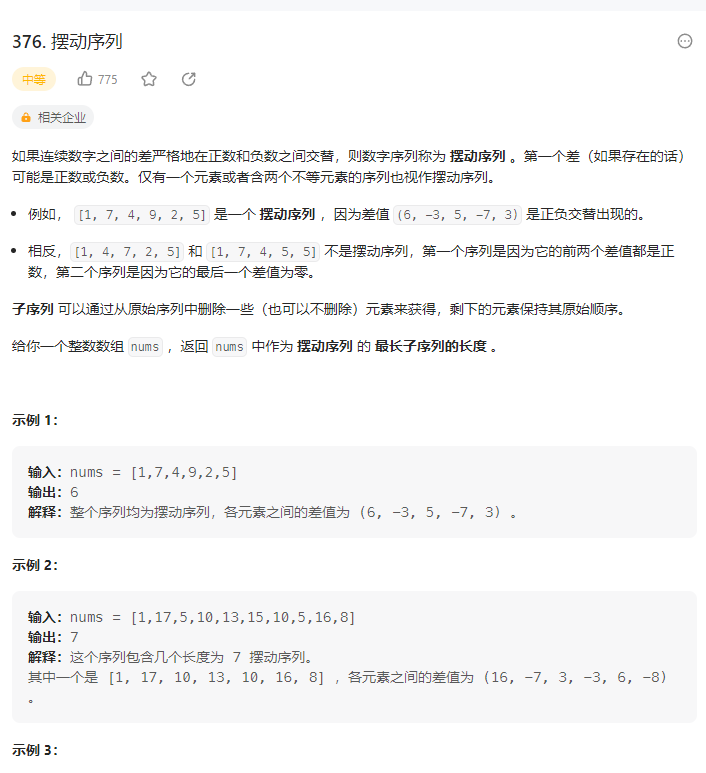 376. 摆动序列
中等 775
相关企业
如果连续数字之间的差严格地在正数和负数之间交替，则数字序列称为 摆动序列 。第一个差（如果存在的话）
可能是正数或负数。仅有一个元素或者含两个不等元素的序列也视作摆动序列。
• 例如， [1, 7, 4, 9, 2, 5] 是一个 摆动序列 ，因为差值 (6, -3, 5, -7, 3) 是正负交替出现的。
• 相反，[1, 4, 7, 2, 5] 和 [1, 7, 4, 5, 5] 不是摆动序列，第一个序列是因为它的前两个差值都是正
数，第二个序列是因为它的最后一个差值为零。
子序列 可以通过从原始序列中删除一些（也可以不删除）元素来获得，剩下的元素保持其原始顺序。
给你一个整数数组 nums ，返回 nums 中作为 摆动序列 的 最长子序列的长度 。
示例 1：
输入：nums = [1,7,4,9,2,5]
输出：6
解释：整个序列均为摆动序列，各元素之间的差值为 (6, -3, 5, -7, 3) 。
示例 2：
输入：nums = [1,17,5,10,13,15,10,5,16,8]
输出：7
解释：这个序列包含几个长度为 7 摆动序列。
其中一个是 [1, 17, 10, 13, 10, 16, 8] ，各元素之间的差值为 (16, -7, 3, -3, 6, -8)
。
示例 3：